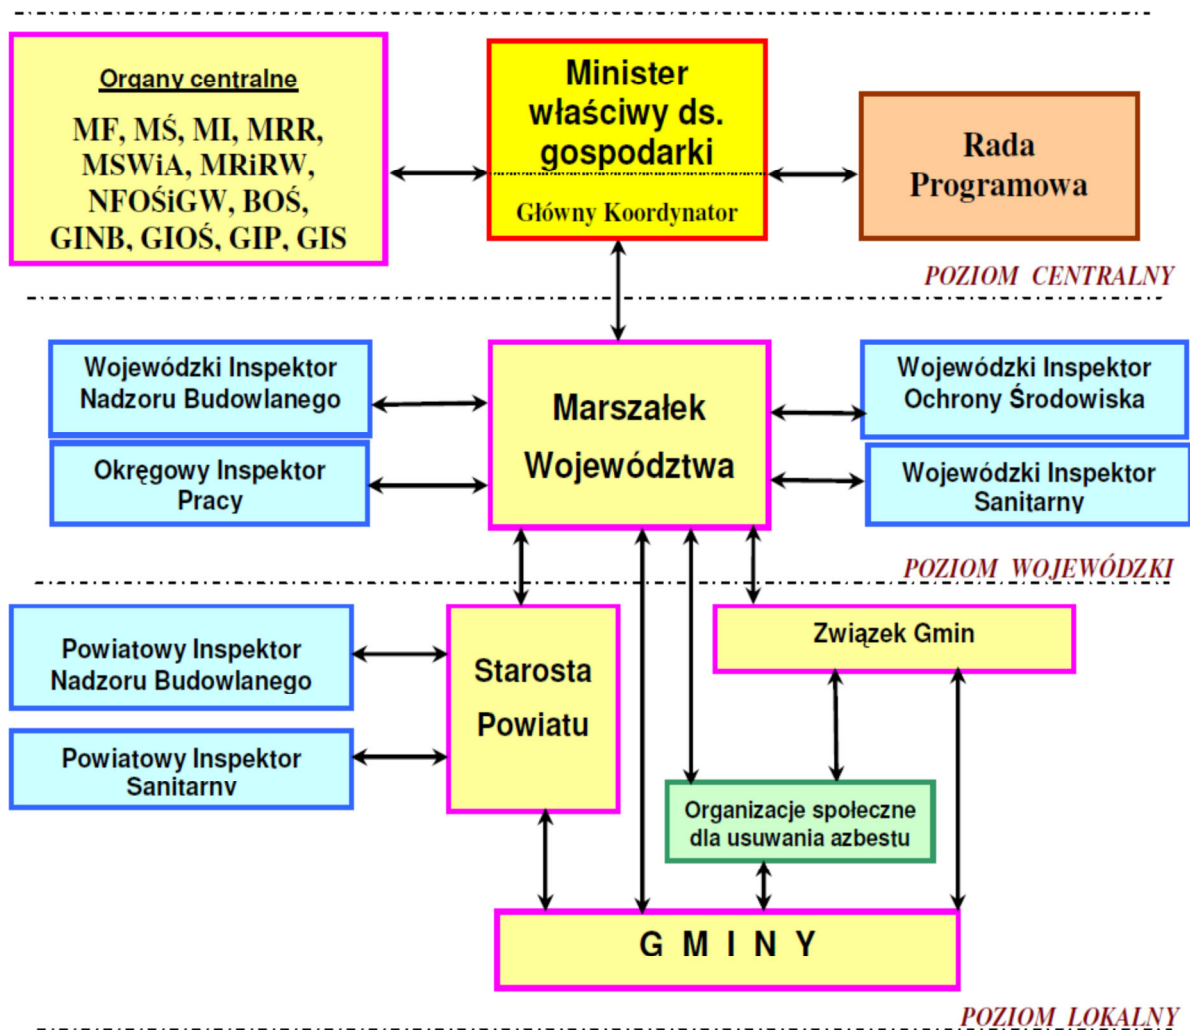 Organy centralne
MF, MŚ, MI, MRR,
MSWiA, MRiRW,
NFOŚiGW, BOŚ,
GINB, GIOŚ, GIP, GIS
Minister
właściwy ds.
gospodarki
Główny Koordynator
Rada
Programowa
POZIOM CENTRALNY
Wojewódzki Inspektor
Nadzoru Budowlanego
Okręgowy Inspektor
Pracy
Marszałek
Województwa
Wojewódzki Inspektor
Ochrony Środowiska
Wojewódzki Inspektor
Sanitarny
POZIOM WOJEWÓDZKI
Powiatowy Inspektor
Nadzoru Budowlanego
Powiatowy Inspektor
Sanitarny
Starosta
Powiatu
Związek Gmin
Organizacje społeczne
dla usuwania azbestu
G M I N Y
POZIOM LOKALNY